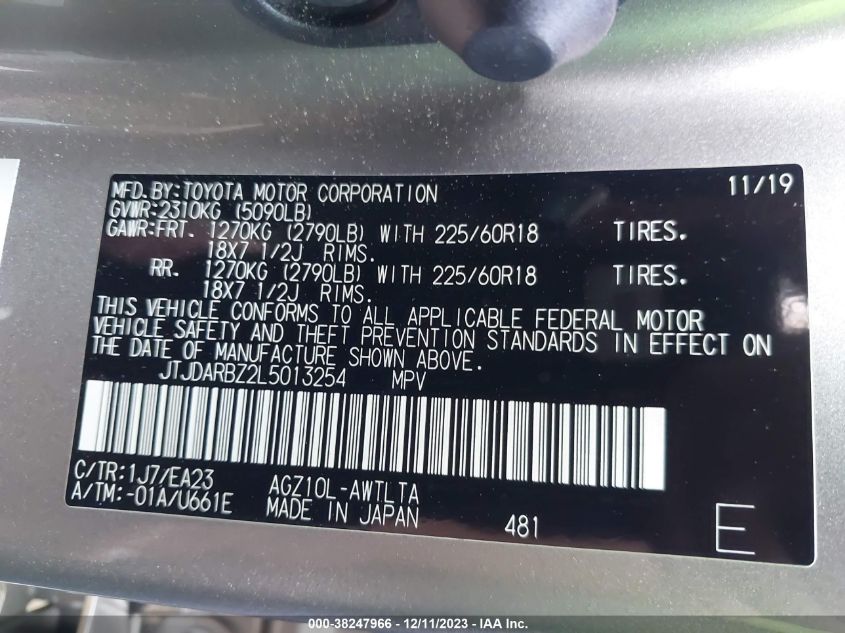 MFD.BY:TOYOTA MOTOR CORPORATION 11/19
GVWR:2310KG (5090LB)
GAWR:FRT. 1270KG (2790LB) WITH 225/60R18 TIRES.
18X7 1/2J RIMS.
RR. 1270KG (2790LB) WITH 225/60R18 TIRES.
18X7 1/2J RIMS.
THIS VEHICLE CONFORMS TO ALL APPLICABLE FEDERAL MOTOR
VEHICLE SAFETY AND THEFT PREVENTION STANDARDS IN EFFECT ON
THE DATE OF MANUFACTURE SHOWN ABOVE.
JTJDARBZ2L5013254 MPV
C/TR:1J7/EA23 AGZ10L-AWTLTA
A/TM:-01A/U661E MADE IN JAPAN 481 E
000-38247966 - 12/11/2023 - IAA Inc.